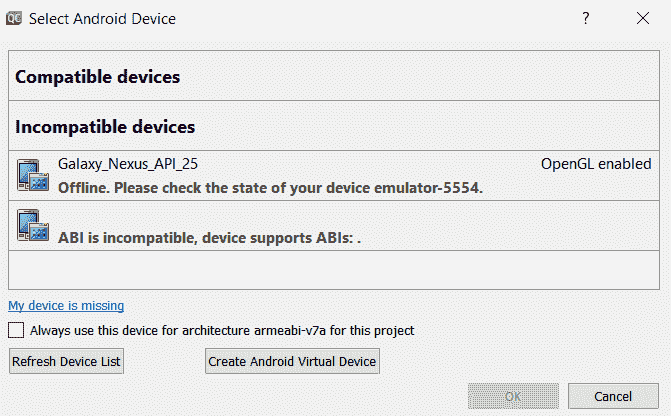 QC Select Android Device ?
Compatible devices
Incompatible devices
Galaxy_Nexus_API_25 OpenGL enabled
Offline. Please check the state of your device emulator-5554.
ABI is incompatible, device supports ABIs: .
My device is missing
Always use this device for architecture armeabi-v7a for this project
Refresh Device List Create Android Virtual Device
OK Cancel